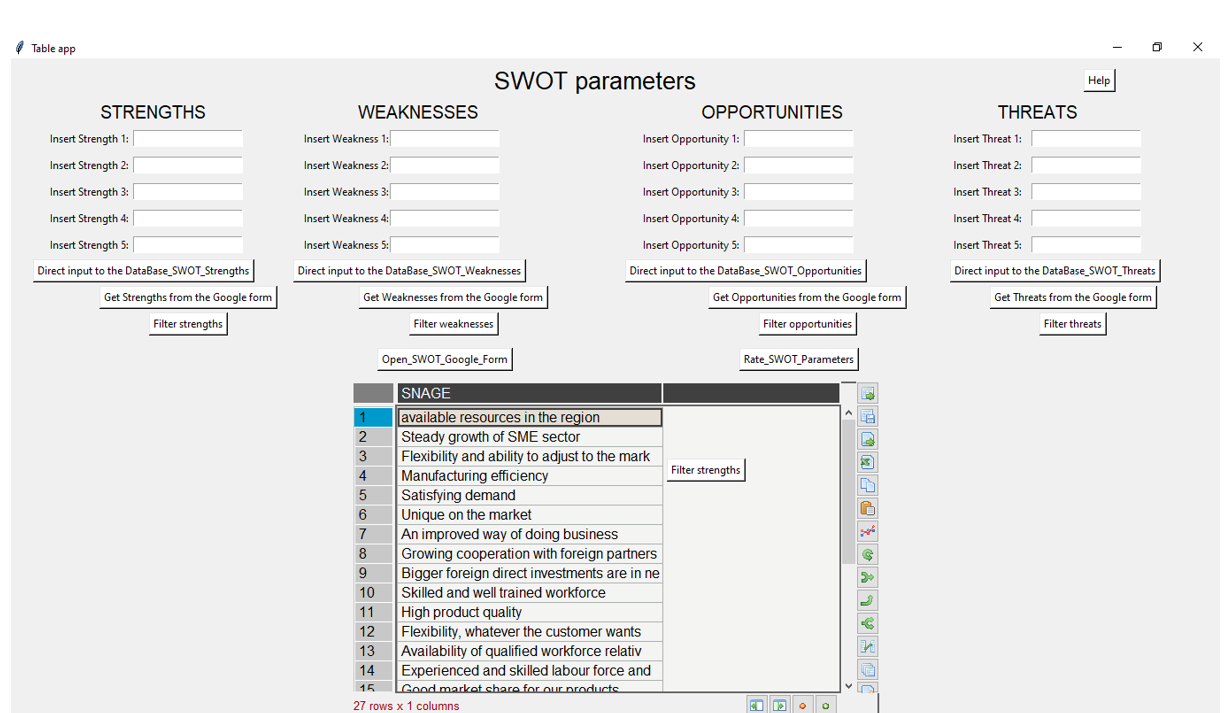 Table app
SWOT parameters
Help
STRENGTHS
WEAKNESSES
OPPORTUNITIES
THREATS
Insert Strength 1:
Insert Weakness 1:
Insert Opportunity 1:
Insert Threat 1:
Insert Strength 2:
Insert Weakness 2:
Insert Opportunity 2:
Insert Threat 2:
Insert Strength 3:
Insert Weakness 3:
Insert Opportunity 3:
Insert Threat 3:
Insert Strength 4:
Insert Weakness 4:
Insert Opportunity 4:
Insert Threat 4:
Insert Strength 5:
Insert Weakness 5:
Insert Opportunity 5:
Insert Threat 5:
Direct input to the DataBase_SWOT_Strengths
Direct input to the DataBase_SWOT_Weaknesses
Direct input to the DataBase_SWOT_Opportunities
Direct input to the DataBase_SWOT_Threats
Get Strengths from the Google form
Get Weaknesses from the Google form
Get Opportunities from the Google form
Get Threats from the Google form
Filter strengths
Filter weaknesses
Filter opportunities
Filter threats
Open_SWOT_Google_Form
Rate_SWOT_Parameters
SNAGE
1 available resources in the region
2 Steady growth of SME sector
3 Flexibility and ability to adjust to the mark
Filter strengths
4 Manufacturing efficiency
5 Satisfying demand
6 Unique on the market
7 An improved way of doing business
8 Growing cooperation with foreign partners
9 Bigger foreign direct investments are in ne
10 Skilled and well trained workforce
11 High product quality
12 Flexibility, whatever the customer wants
13 Availability of qualified workforce relativ
14 Experienced and skilled labour force and
15 Good market share for our products
27 rows x 1 columns